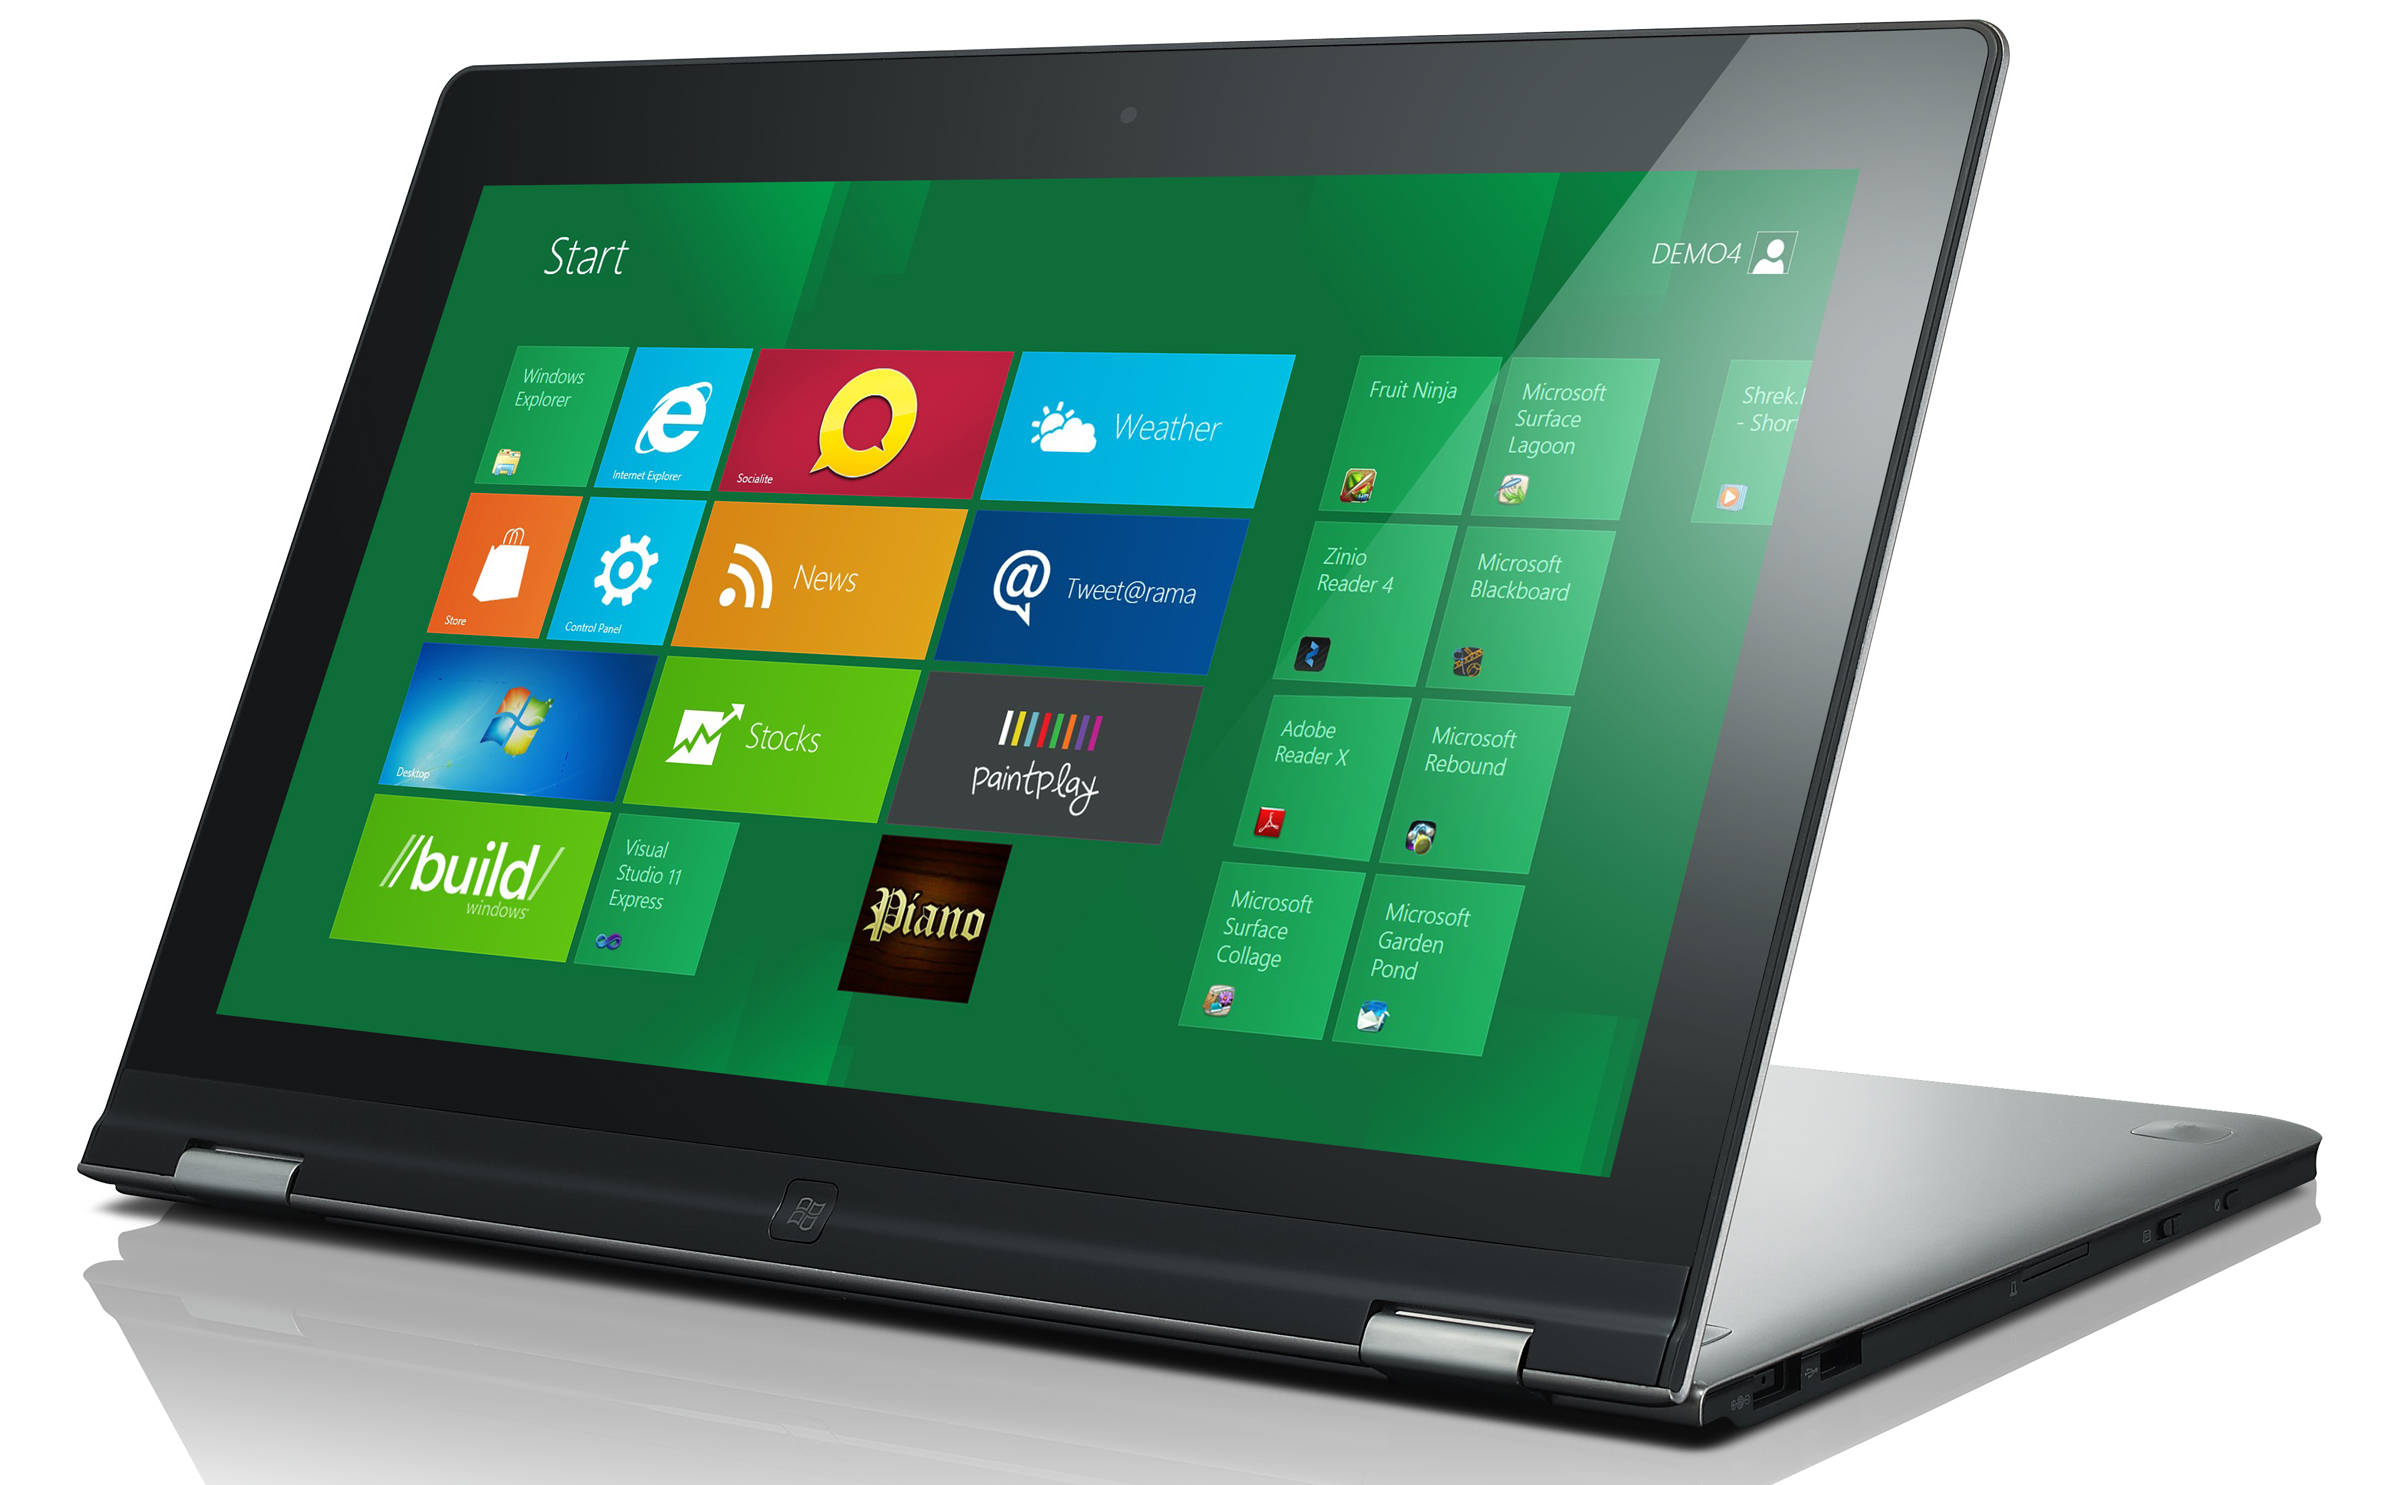 Start
DEMO4
Windows
Explorer
Internet Explorer
Socialite
Weather
Store
Control Panel
News
Tweet@rama
Desktop
Stocks
paintplay
//build/
windows
Visual
Studio 11
Express
Piano
Fruit Ninja
Microsoft
Surface
Lagoon
Shrek.
- Shor
Zinio
Reader 4
Microsoft
Blackboard
Adobe
Reader X
Microsoft
Rebound
Microsoft
Surface
Collage
Microsoft
Garden
Pond